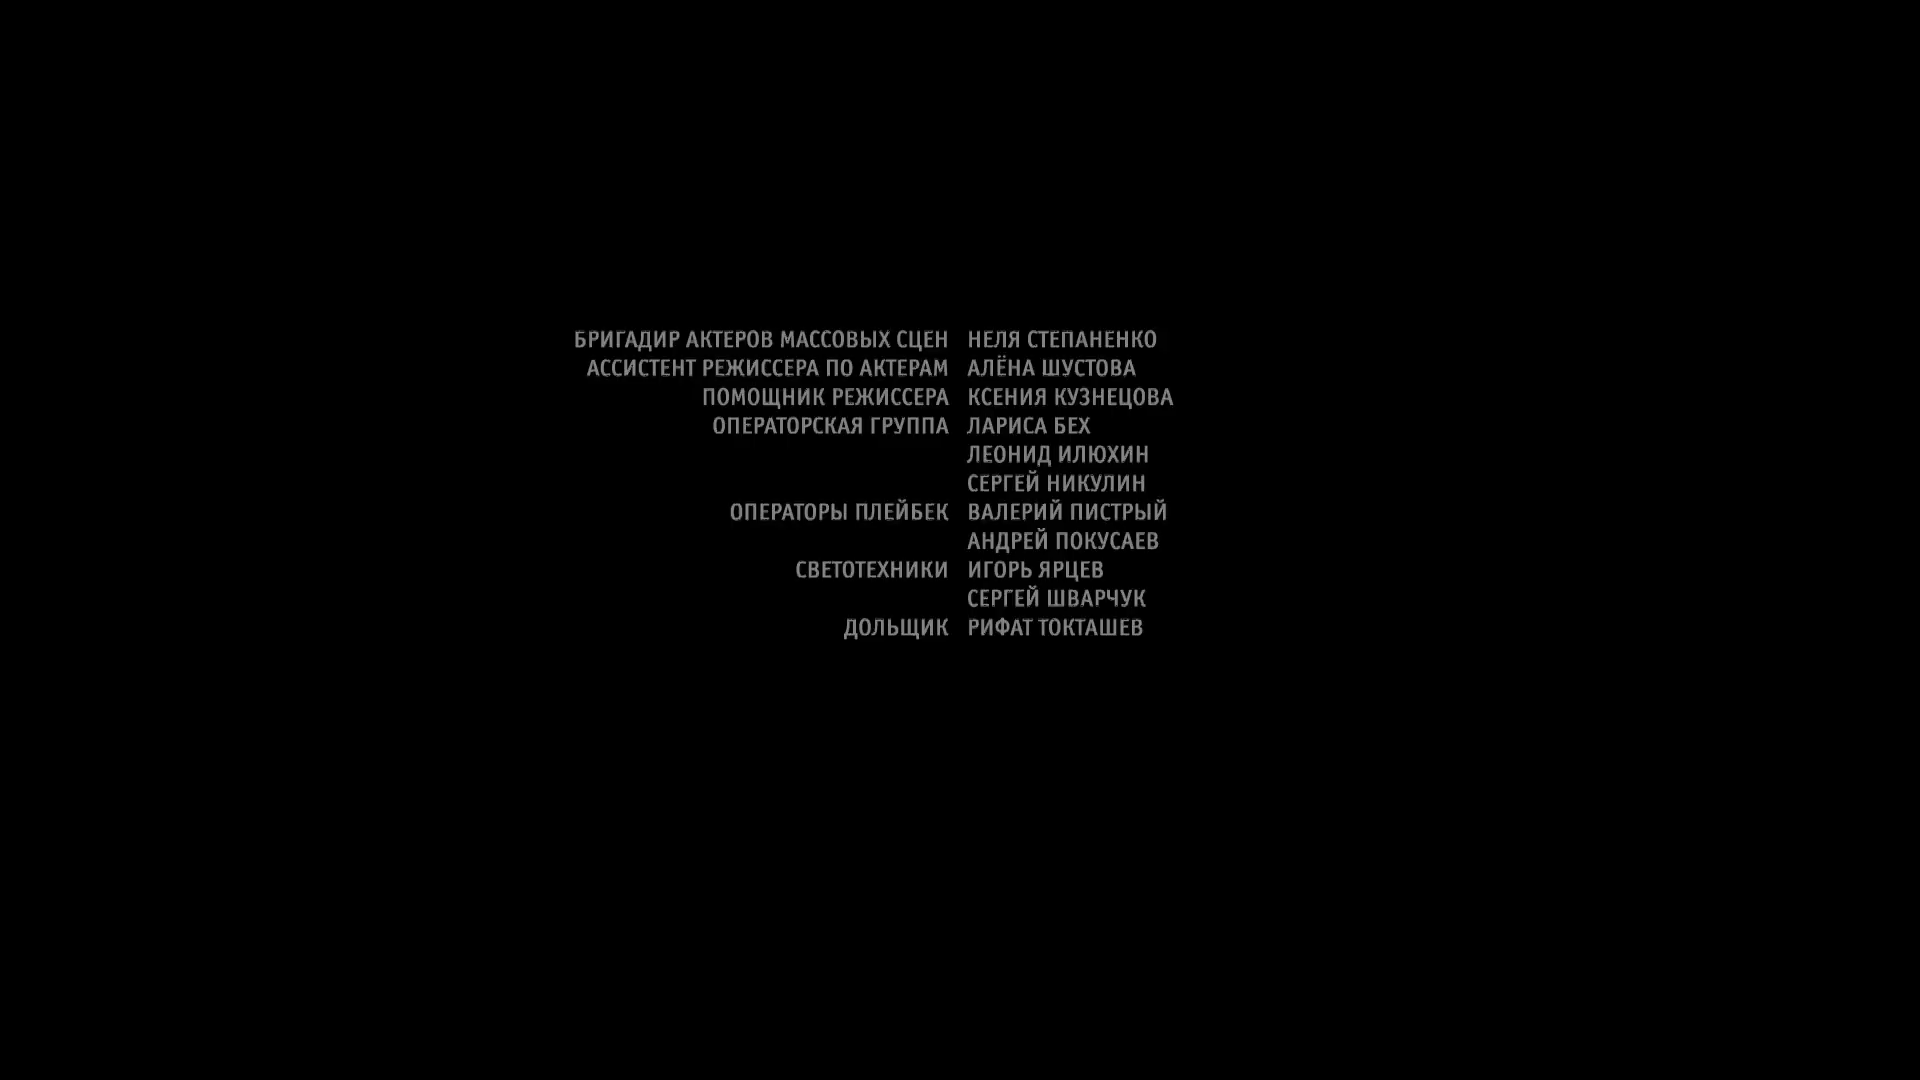 БРИГАДИР АКТЕРОВ МАССОВЫХ СЦЕН НЕЛЯ СТЕПАНЕНКО
АССИСТЕНТ РЕЖИССЕРА ПО АКТЕРАМ АЛЁНА ШУСТОВА
ПОМОЩНИК РЕЖИССЕРА КСЕНИЯ КУЗНЕЦОВА
ОПЕРАТОРСКАЯ ГРУППА ЛАРИСА БЕХ
ЛЕОНИД ИЛЮХИН
СЕРГЕЙ НИКУЛИН
ОПЕРАТОРЫ ПЛЕЙБЕК ВАЛЕРИЙ ПИСТРЫЙ
АНДРЕЙ ПОКУСАЕВ
СВЕТОТЕХНИКИ ИГОРЬ ЯРЦЕВ
СЕРГЕЙ ШВАРЧУК
ДОЛЬЩИК РИФАТ ТОКТАШЕВ